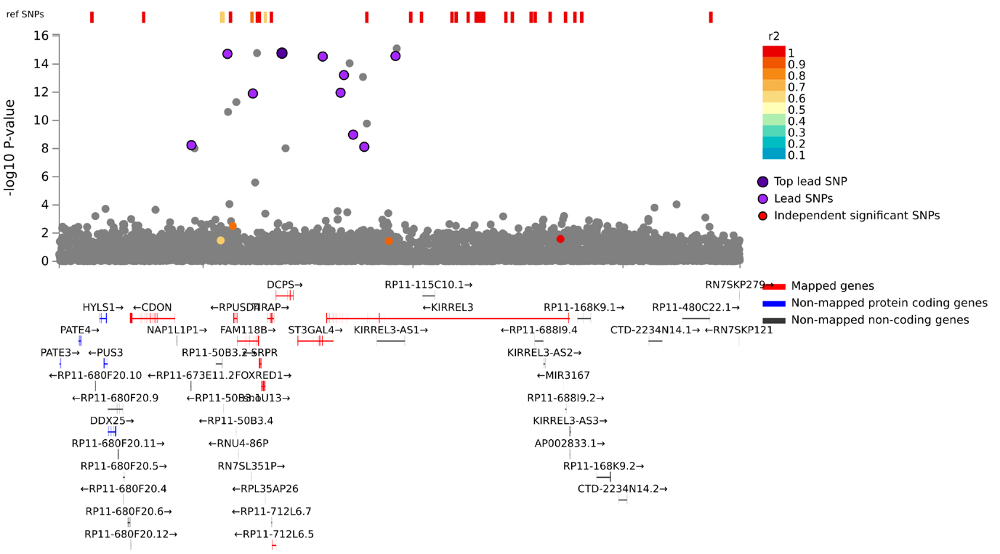 ref SNPs
r2
16
14
12
10
8
6
4
2
0
-log10 P-value
1
0.9
0.8
0.7
0.6
0.5
0.4
0.3
0.2
0.1
Top lead SNP
Lead SNPs
Independent significant SNPs
DCPS→ RP11-115C10.1→ RN7SKP279→
Mapped genes
HYLS1→ ←CDON ←RPUSD4 TIRAP→ ←KIRREL3 RP11-168K9.1→ RP11-480C22.1→
Non-mapped protein coding genes
Non-mapped non-coding genes
PATE4→ NAP1L1P1→ FAM118B→ ST3GAL4→ KIRREL3-AS1→ ←RP11-688I9.4 CTD-2234N14.1→ ←RN7SKP121
PATE3→ ←PUS3 RP11-50B3.2→ ←SRPR KIRREL3-AS2→
←RP11-680F20.10 ←RP11-673E11.2 FOXRED1→ ←MIR3167
←RP11-680F20.9 ←RP11-50B3.1 snoU13→ RP11-688I9.2→
DDX25→ ←RP11-50B3.4 KIRREL3-AS3→
RP11-680F20.11→ ←RNU4-86P AP002833.1→
RP11-680F20.5→ RN7SL351P→ RP11-168K9.2→
←RP11-680F20.4 ←RPL35AP26 CTD-2234N14.2→
RP11-680F20.6→ ←RP11-712L6.7
RP11-680F20.12→ ←RP11-712L6.5